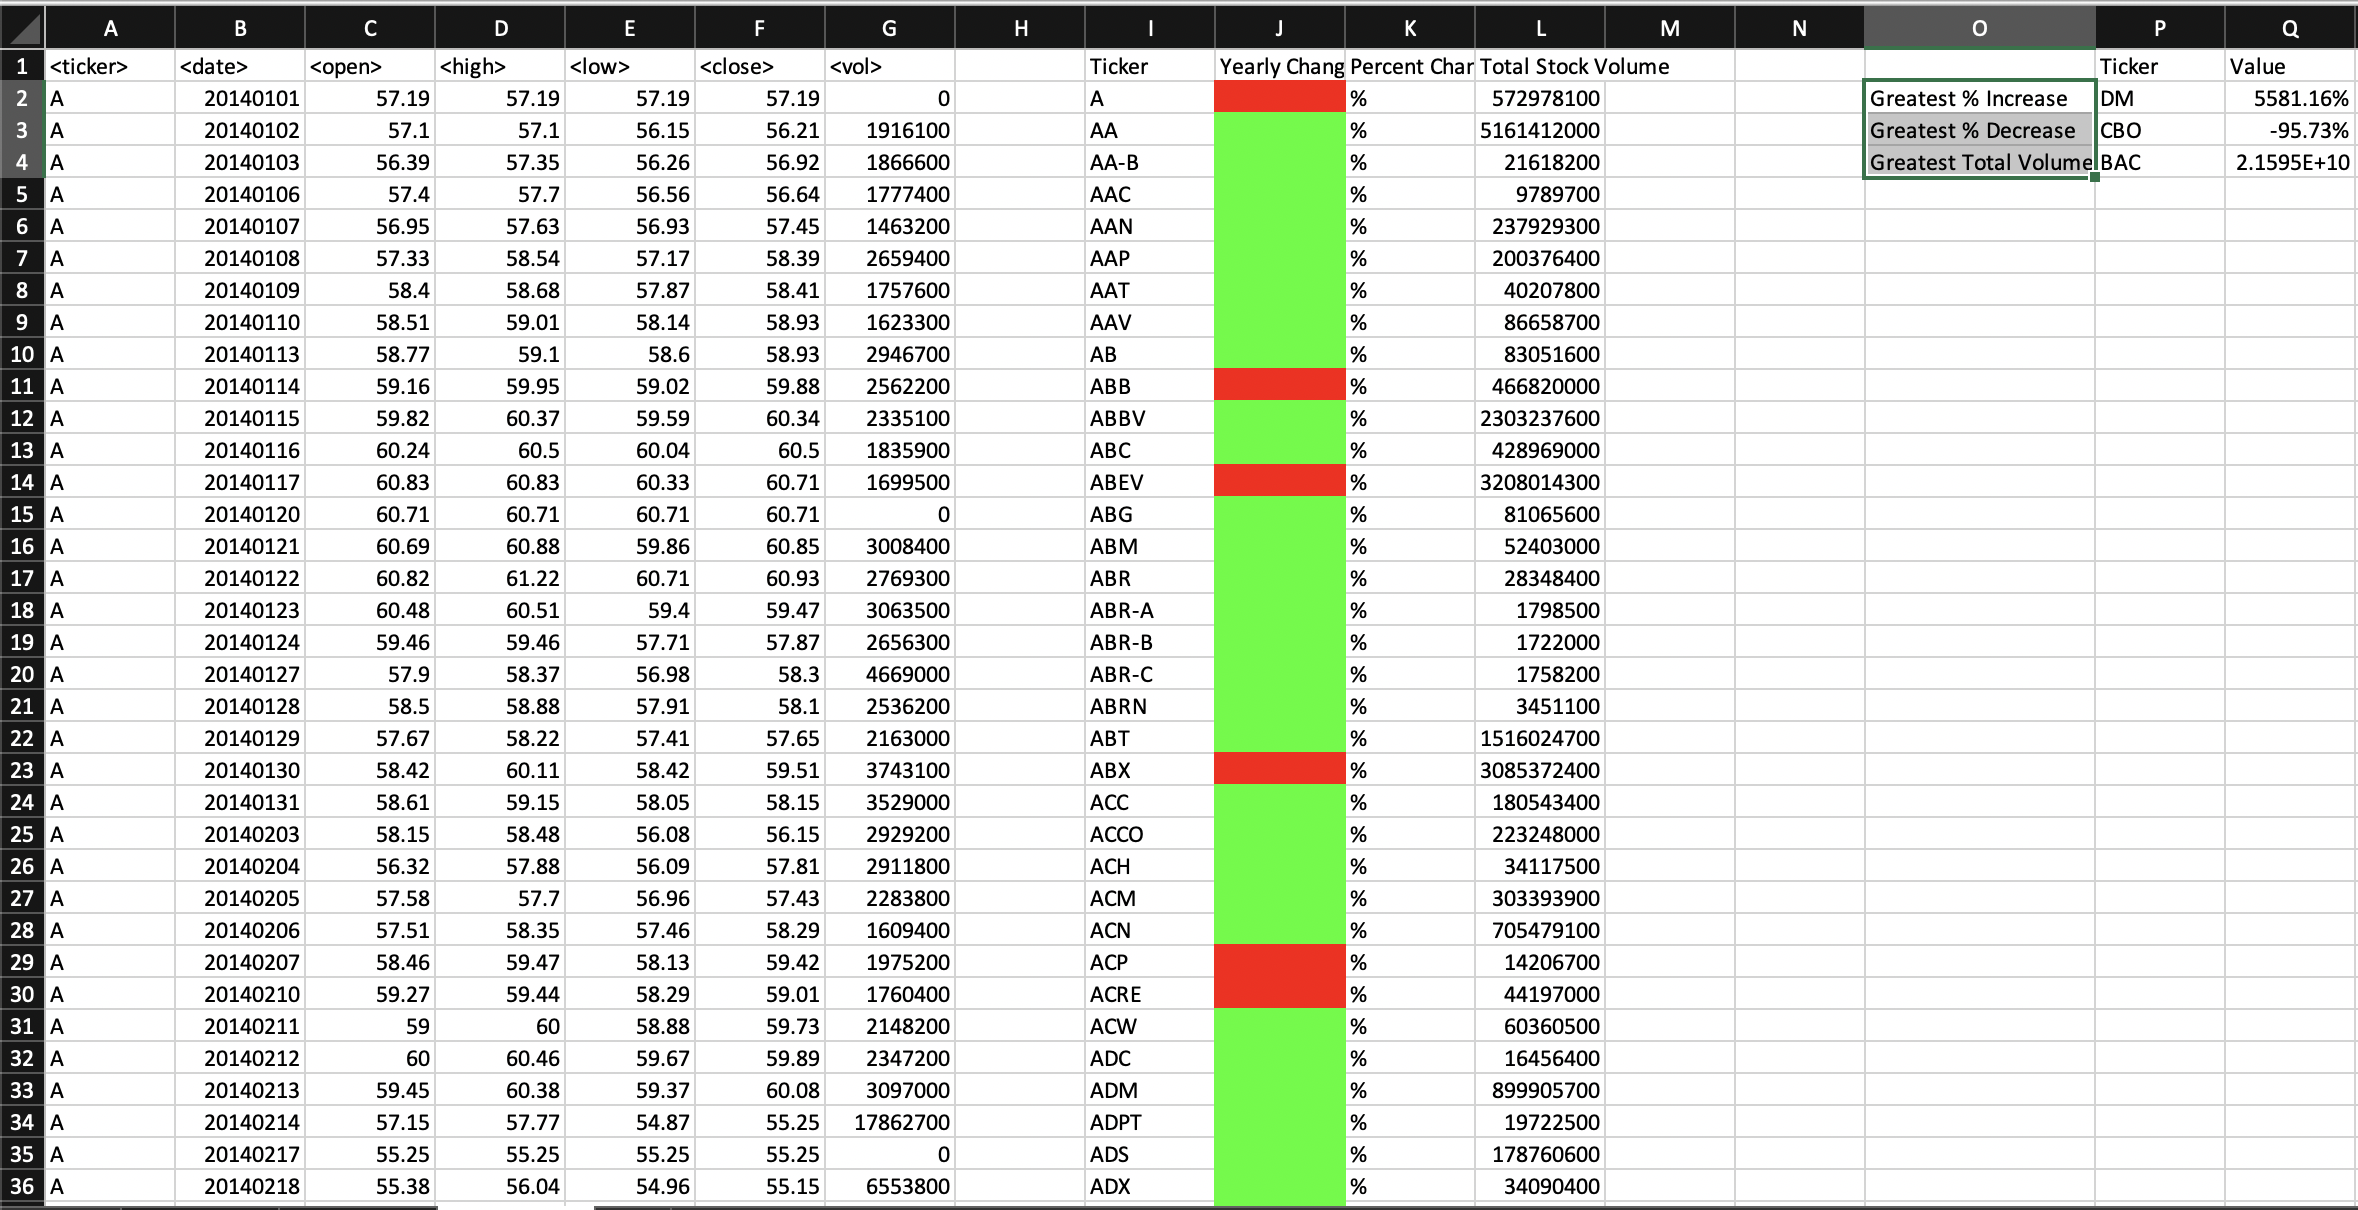 A B C D E F G H I J K L M N O P Q
1 <ticker> <date> <open> <high> <low> <close> <vol> Ticker Yearly Chang Percent Char Total Stock Volume Ticker Value
2 A 20140101 57.19 57.19 57.19 57.19 0 A % 572978100 Greatest % Increase DM 5581.16%
3 A 20140102 57.1 57.1 56.15 56.21 1916100 AA % 5161412000 Greatest % Decrease CBO -95.73%
4 A 20140103 56.39 57.35 56.26 56.92 1866600 AA-B % 21618200 Greatest Total Volume BAC 2.1595E+10
5 A 20140106 57.4 57.7 56.56 56.64 1777400 AAC % 9789700
6 A 20140107 56.95 57.63 56.93 57.45 1463200 AAN % 237929300
7 A 20140108 57.33 58.54 57.17 58.39 2659400 AAP % 200376400
8 A 20140109 58.4 58.68 57.87 58.41 1757600 AAT % 40207800
9 A 20140110 58.51 59.01 58.14 58.93 1623300 AAV % 86658700
10 A 20140113 58.77 59.1 58.6 58.93 2946700 AB % 83051600
11 A 20140114 59.16 59.95 59.02 59.88 2562200 ABB % 466820000
12 A 20140115 59.82 60.37 59.59 60.34 2335100 ABBV % 2303237600
13 A 20140116 60.24 60.5 60.04 60.5 1835900 ABC % 428969000
14 A 20140117 60.83 60.83 60.33 60.71 1699500 ABEV % 3208014300
15 A 20140120 60.71 60.71 60.71 60.71 0 ABG % 81065600
16 A 20140121 60.69 60.88 59.86 60.85 3008400 ABM % 52403000
17 A 20140122 60.82 61.22 60.71 60.93 2769300 ABR % 28348400
18 A 20140123 60.48 60.51 59.4 59.47 3063500 ABR-A % 1798500
19 A 20140124 59.46 59.46 57.71 57.87 2656300 ABR-B % 1722000
20 A 20140127 57.9 58.37 56.98 58.3 4669000 ABR-C % 1758200
21 A 20140128 58.5 58.88 57.91 58.1 2536200 ABRN % 3451100
22 A 20140129 57.67 58.22 57.41 57.65 2163000 ABT % 1516024700
23 A 20140130 58.42 60.11 58.42 59.51 3743100 ABX % 3085372400
24 A 20140131 58.61 59.15 58.05 58.15 3529000 ACC % 180543400
25 A 20140203 58.15 58.48 56.08 56.15 2929200 ACCO % 223248000
26 A 20140204 56.32 57.88 56.09 57.81 2911800 ACH % 34117500
27 A 20140205 57.58 57.7 56.96 57.43 2283800 ACM % 303393900
28 A 20140206 57.51 58.35 57.46 58.29 1609400 ACN % 705479100
29 A 20140207 58.46 59.47 58.13 59.42 1975200 ACP % 14206700
30 A 20140210 59.27 59.44 58.29 59.01 1760400 ACRE % 44197000
31 A 20140211 59 60 58.88 59.73 2148200 ACW % 60360500
32 A 20140212 60 60.46 59.67 59.89 2347200 ADC % 16456400
33 A 20140213 59.45 60.38 59.37 60.08 3097000 ADM % 899905700
34 A 20140214 57.15 57.77 54.87 55.25 17862700 ADPT % 19722500
35 A 20140217 55.25 55.25 55.25 55.25 0 ADS % 178760600
36 A 20140218 55.38 56.04 54.96 55.15 6553800 ADX % 34090400